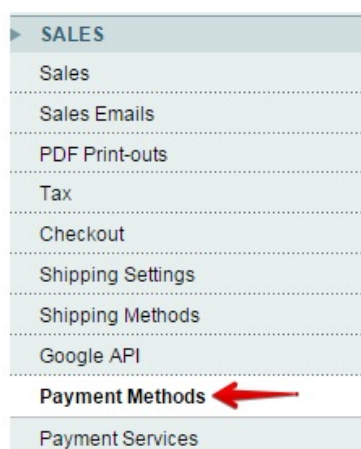 SALES
Sales
Sales Emails
PDF Print-outs
Tax
Checkout
Shipping Settings
Shipping Methods
Google API
Payment Methods
Payment Services